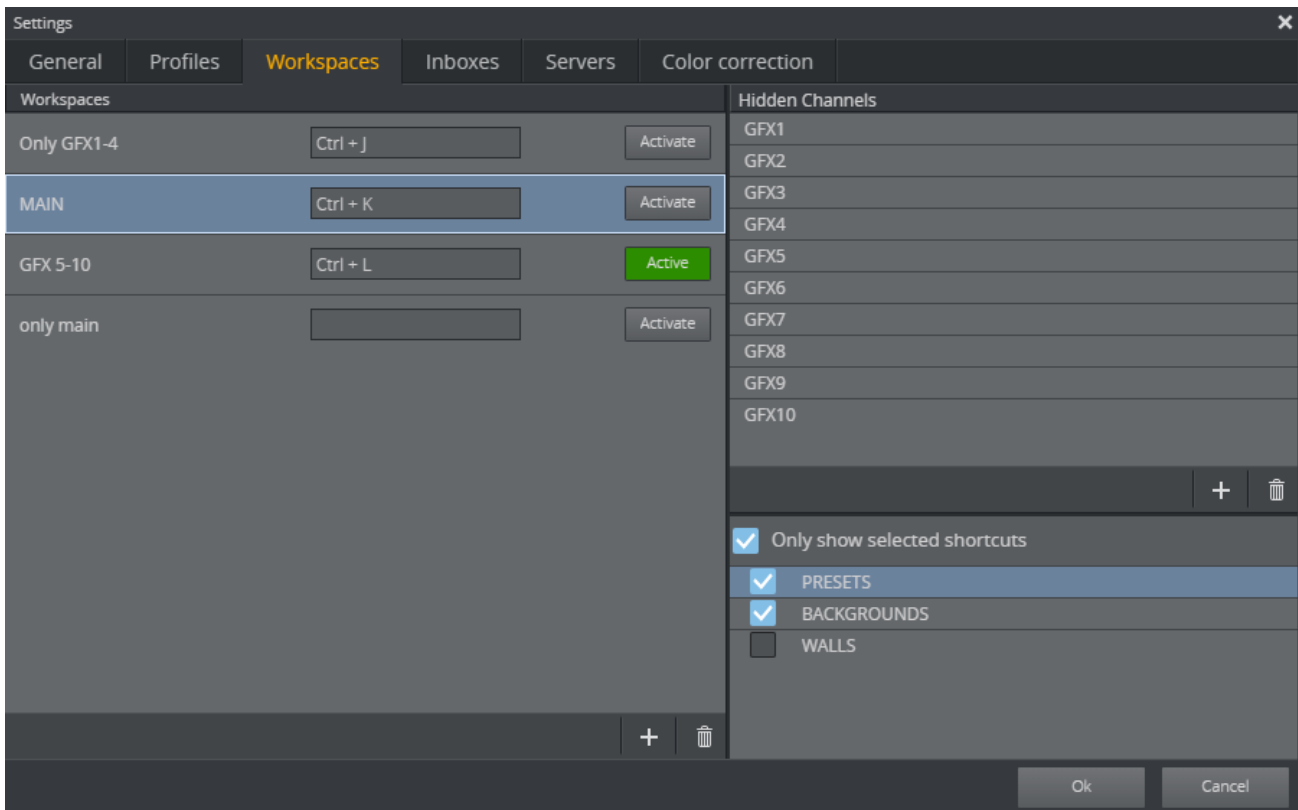 Settings
General Profiles Workspaces Inboxes Servers Color correction
Workspaces
Only GFX1-4 Ctrl + J Activate
MAIN Ctrl + K Activate
GFX 5-10 Ctrl + L Active
only main Activate
Hidden Channels
GFX1
GFX2
GFX3
GFX4
GFX5
GFX6
GFX7
GFX8
GFX9
GFX10
Only show selected shortcuts
PRESETS
BACKGROUNDS
WALLS
Ok Cancel